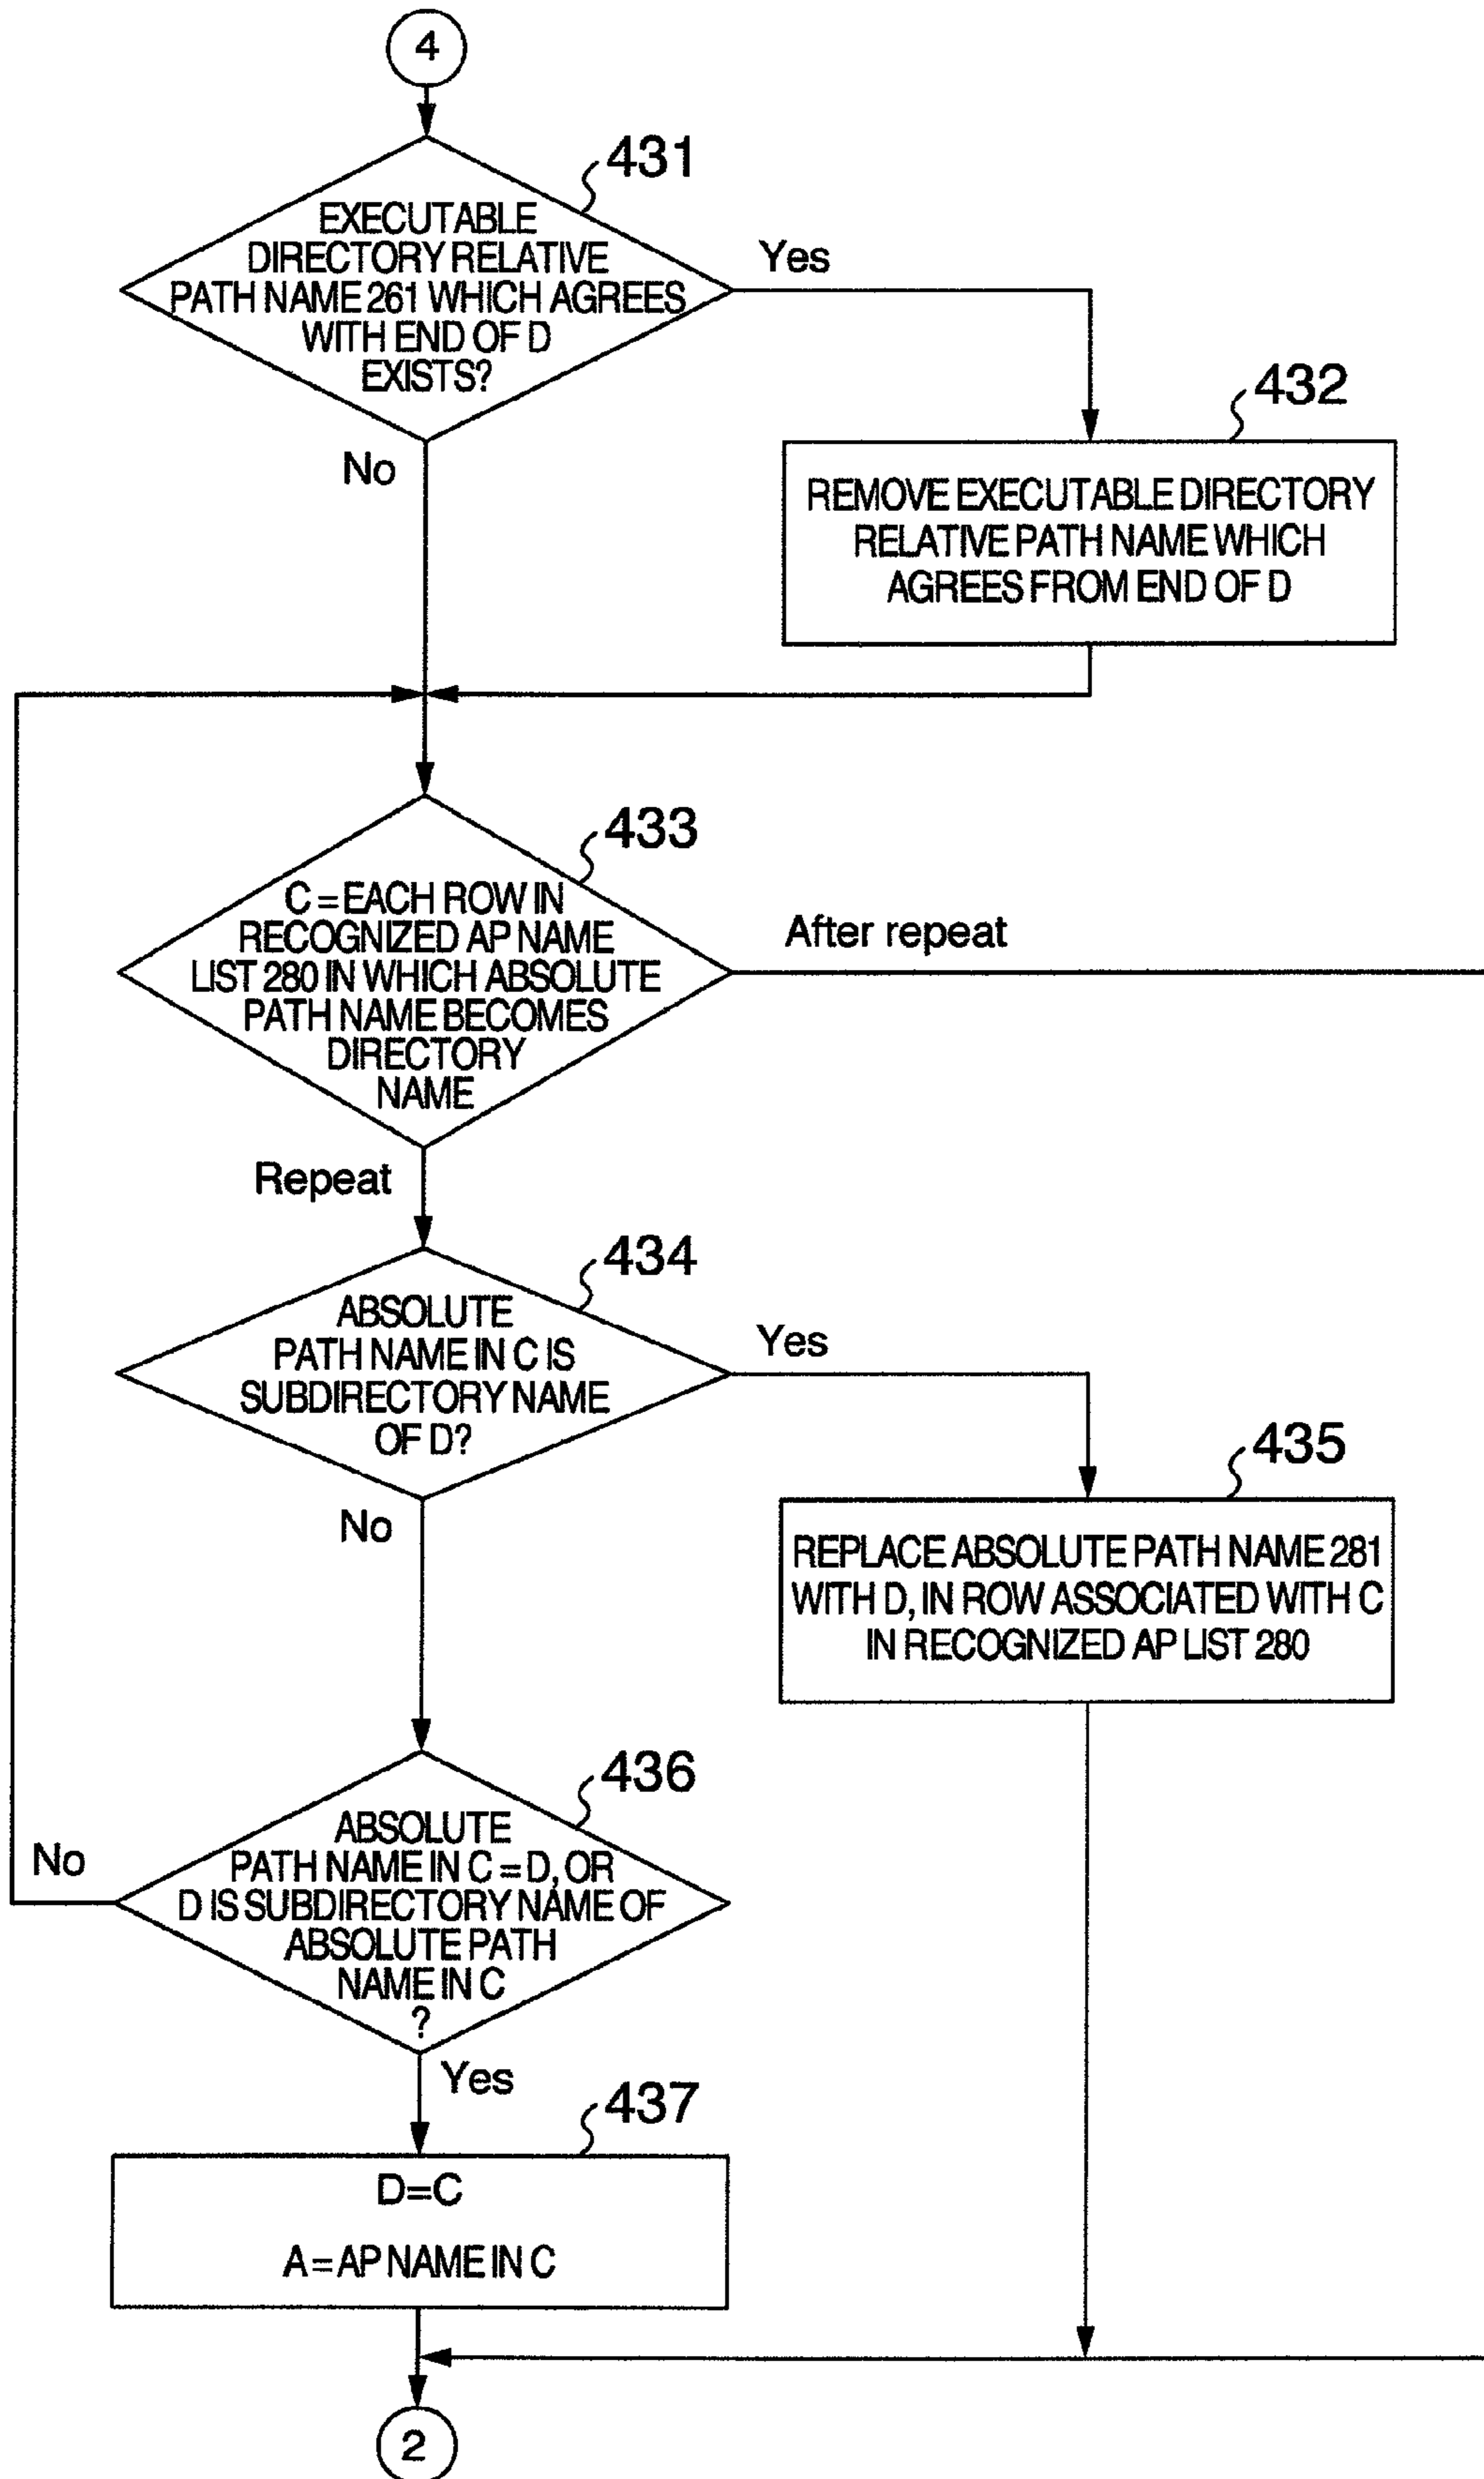 4
431
EXECUTABLE
DIRECTORY RELATIVE
PATH NAME 261 WHICH AGREES
WITH END OF D
EXISTS?
Yes
No
432
REMOVE EXECUTABLE DIRECTORY
RELATIVE PATH NAME WHICH
AGREES FROM END OF D
433
C = EACH ROW IN
RECOGNIZED AP NAME
LIST 280 IN WHICH ABSOLUTE
PATH NAME BECOMES
DIRECTORY
NAME
After repeat
Repeat
434
ABSOLUTE
PATH NAME IN C IS
SUBDIRECTORY NAME
OF D?
Yes
No
435
REPLACE ABSOLUTE PATH NAME 281
WITH D, IN ROW ASSOCIATED WITH C
IN RECOGNIZED AP LIST 280
436
ABSOLUTE
PATH NAME IN C = D, OR
D IS SUBDIRECTORY NAME OF
ABSOLUTE PATH
NAME IN C
?
No
Yes
437
D=C
A = AP NAME IN C
2